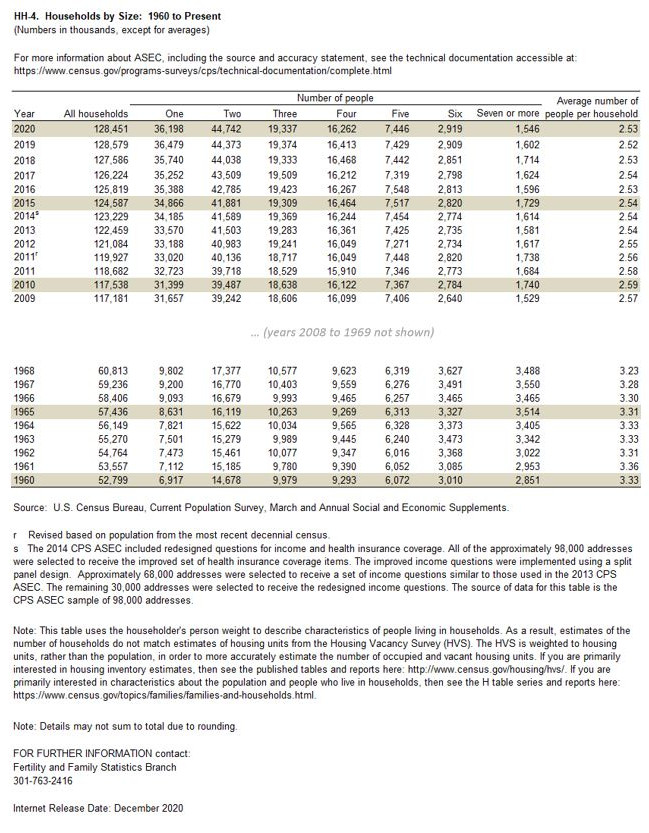 HH-4. Households by Size: 1960 to Present
(Numbers in thousands, except for averages)
For more information about ASEC, including the source and accuracy statement, see the technical documentation accessible at:
https://www.census.gov/programs-surveys/cps/technical-documentation/complete.html
Number of people
Average number of
Year All households One Two Three Four Five Six Seven or more people per household
2020 128,451 36,198 44,742 19,337 16,262 7,446 2,919 1,546 2.53
2019 128,579 36,479 44,373 19,374 16,413 7,429 2,909 1,602 2.52
2018 127,586 35,740 44,038 19,333 16,468 7,442 2,851 1,714 2.53
2017 126,224 35,252 43,509 19,509 16,212 7,319 2,798 1,624 2.54
2016 125,819 35,388 42,785 19,423 16,267 7,548 2,813 1,596 2.53
2015 124,587 34,866 41,881 19,309 16,464 7,517 2,820 1,729 2.54
2014s 123,229 34,185 41,589 19,369 16,244 7,454 2,774 1,614 2.54
2013 122,459 33,570 41,503 19,283 16,361 7,425 2,735 1,581 2.54
2012 121,084 33,188 40,983 19,241 16,049 7,271 2,734 1,617 2.55
2011r 119,927 33,020 40,136 18,717 16,049 7,448 2,820 1,738 2.56
2011 118,682 32,723 39,718 18,529 15,910 7,346 2,773 1,684 2.58
2010 117,538 31,399 39,487 18,638 16,122 7,367 2,784 1,740 2.59
2009 117,181 31,657 39,242 18,606 16,099 7,406 2,640 1,529 2.57
... (years 2008 to 1969 not shown)
1968 60,813 9,802 17,377 10,577 9,623 6,319 3,627 3,488 3.23
1967 59,236 9,200 16,770 10,403 9,559 6,276 3,491 3,550 3.28
1966 58,406 9,093 16,679 9,993 9,465 6,257 3,465 3,465 3.30
1965 57,436 8,631 16,119 10,263 9,269 6,313 3,327 3,514 3.31
1964 56,149 7,821 15,622 10,034 9,565 6,328 3,373 3,405 3.33
1963 55,270 7,501 15,279 9,989 9,445 6,240 3,473 3,342 3.33
1962 54,764 7,473 15,461 10,077 9,347 6,016 3,368 3,022 3.31
1961 53,557 7,112 15,185 9,780 9,390 6,052 3,085 2,953 3.36
1960 52,799 6,917 14,678 9,979 9,293 6,072 3,010 2,851 3.33
Source: U.S. Census Bureau, Current Population Survey, March and Annual Social and Economic Supplements.
r Revised based on population from the most recent decennial census.
s The 2014 CPS ASEC included redesigned questions for income and health insurance coverage. All of the approximately 98,000 addresses
were selected to receive the improved set of health insurance coverage items. The improved income questions were implemented using a split
panel design. Approximately 68,000 addresses were selected to receive a set of income questions similar to those used in the 2013 CPS
ASEC. The remaining 30,000 addresses were selected to receive the redesigned income questions. The source of data for this table is the
CPS ASEC sample of 98,000 addresses.
Note: This table uses the householder's person weight to describe characteristics of people living in households. As a result, estimates of the
number of households do not match estimates of housing units from the Housing Vacancy Survey (HVS). The HVS is weighted to housing
units, rather than the population, in order to more accurately estimate the number of occupied and vacant housing units. If you are primarily
interested in housing inventory estimates, then see the published tables and reports here: http://www.census.gov/housing/hvs/. If you are
primarily interested in characteristics about the population and people who live in households, then see the H table series and reports here:
https://www.census.gov/topics/families/families-and-households.html.
Note: Details may not sum to total due to rounding.
FOR FURTHER INFORMATION contact:
Fertility and Family Statistics Branch
301-763-2416
Internet Release Date: December 2020